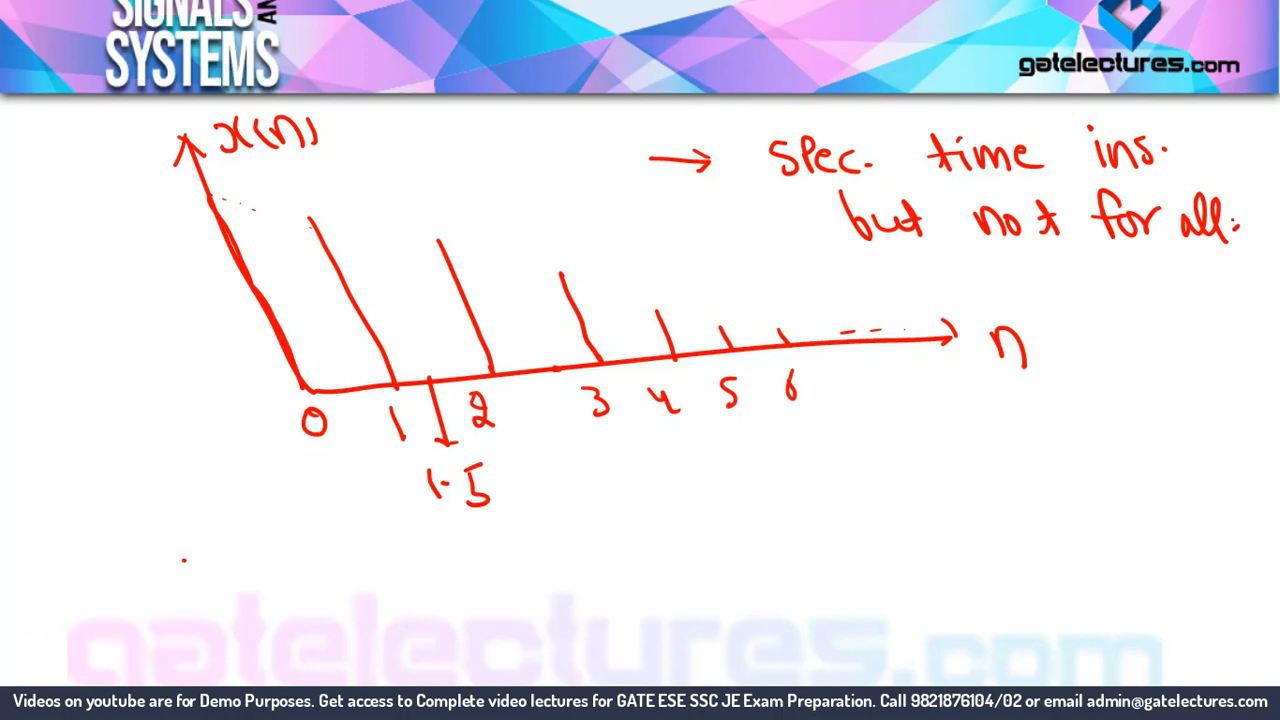 SIGNALS AND
SYSTEMS
gatelectures.com
x(n)
→ Spec. time ins.
but not for all:
n
0 1 2 3 4 5 6
1.5
gatelectures.com
Videos on youtube are for Demo Purposes. Get access to Complete video lectures for GATE ESE SSC JE Exam Preparation. Call 9821876104/02 or email admin@gatelectures.com